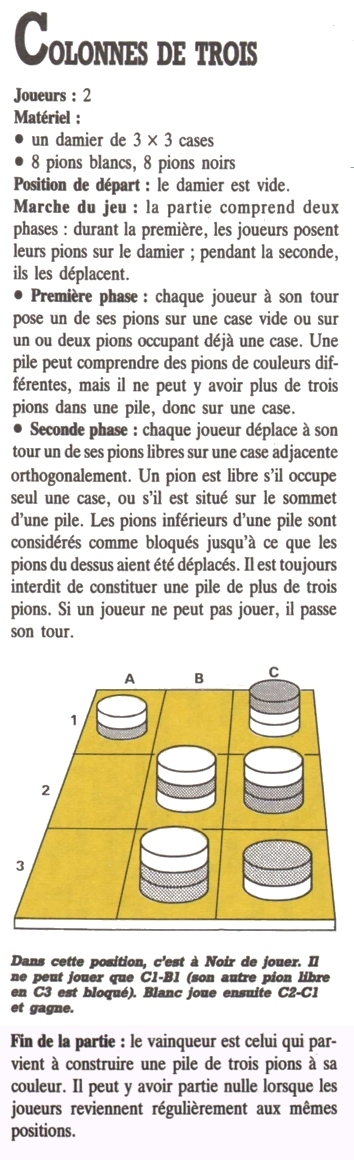 COLONNES DE TROIS
Joueurs : 2
Matériel :
● un damier de 3 × 3 cases
● 8 pions blancs, 8 pions noirs
Position de départ : le damier est vide.
Marche du jeu : la partie comprend deux
phases : durant la première, les joueurs posent
leurs pions sur le damier ; pendant la seconde,
ils les déplacent.
● Première phase : chaque joueur à son tour
pose un de ses pions sur une case vide ou sur
un ou deux pions occupant déjà une case. Une
pile peut comprendre des pions de couleurs dif-
férentes, mais il ne peut y avoir plus de trois
pions dans une pile, donc sur une case.
● Seconde phase : chaque joueur déplace à son
tour un de ses pions libres sur une case adjacente
orthogonalement. Un pion est libre s'il occupe
seul une case, ou s'il est situé sur le sommet
d'une pile. Les pions inférieurs d'une pile sont
considérés comme bloqués jusqu'à ce que les
pions du dessus aient été déplacés. Il est toujours
interdit de constituer une pile de plus de trois
pions. Si un joueur ne peut pas jouer, il passe
son tour.
A B C
1
2
3
Dans cette position, c'est à Noir de jouer. Il
ne peut jouer que C1-B1 (son autre pion libre
en C3 est bloqué). Blanc joue ensuite C2-C1
et gagne.
Fin de la partie : le vainqueur est celui qui par-
vient à construire une pile de trois pions à sa
couleur. Il peut y avoir partie nulle lorsque les
joueurs reviennent régulièrement aux mêmes
positions.